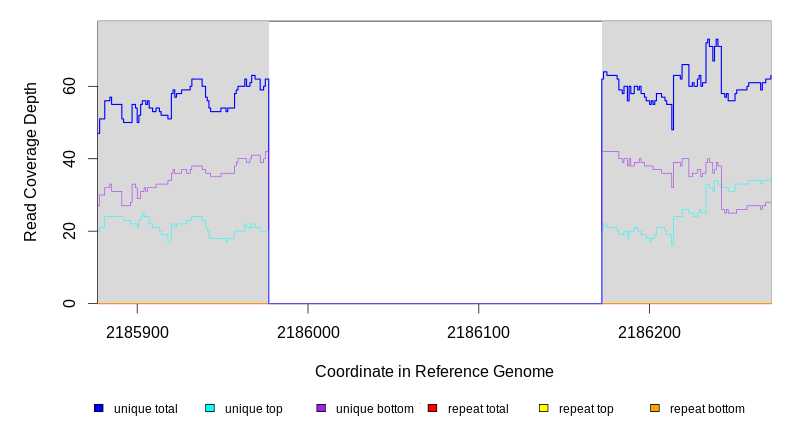 Read Coverage Depth
60
40
20
0
2185900 2186000 2186100 2186200
Coordinate in Reference Genome
unique total unique top unique bottom repeat total repeat top repeat bottom